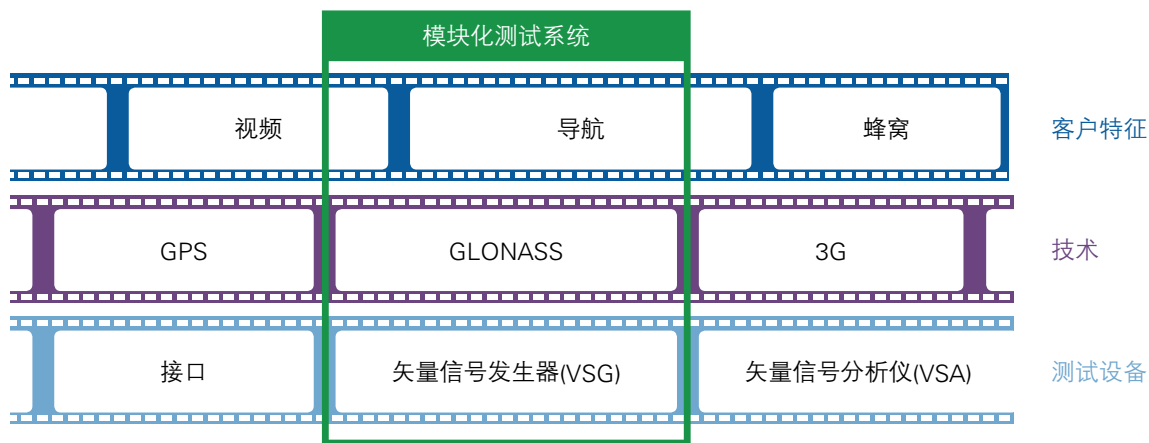 模块化测试系统
视频 导航 蜂窝 客户特征
GPS GLONASS 3G 技术
接口 矢量信号发生器(VSG) 矢量信号分析仪(VSA) 测试设备